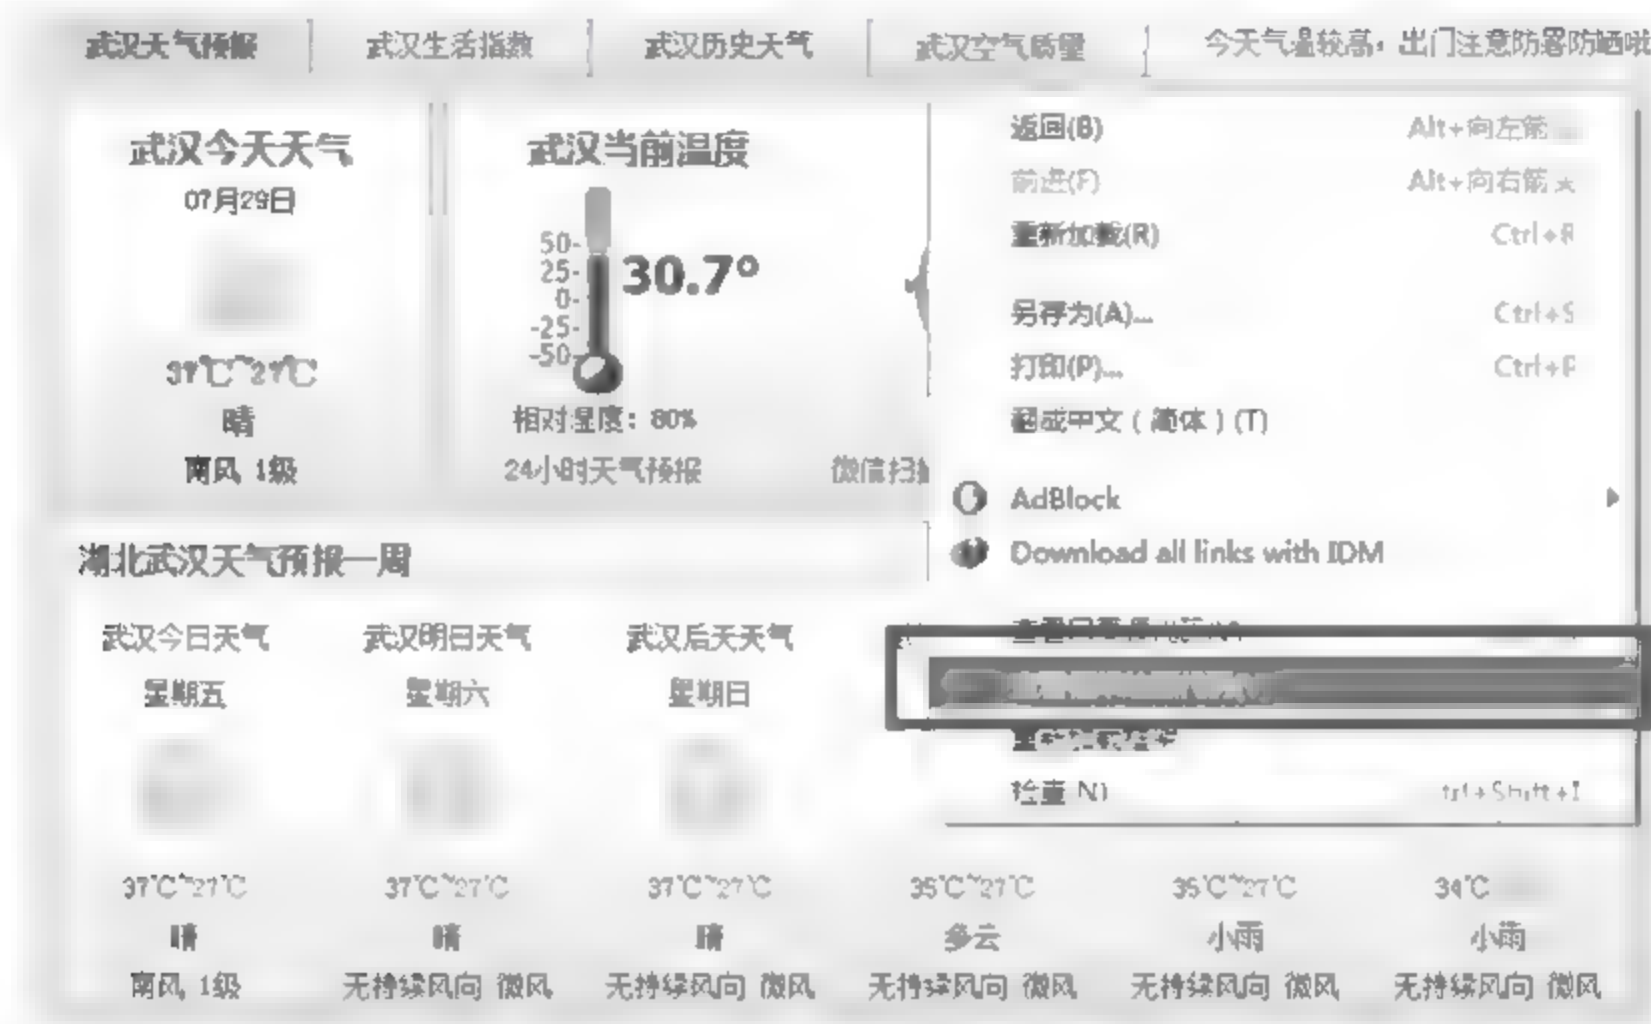 武汉天气预报 武汉生活指数 武汉历史天气 武汉空气质量 今天气温较高，出门注意防暑防晒哦
武汉今天天气
07月29日
37℃~27℃
晴
南风 1级
武汉当前温度
50-
25-
0-
-25-
-50-
30.7°
相对湿度：80%
24小时天气预报
微信扫
返回(B) Alt+向左箭
前进(F) Alt+向右箭
重新加载(R) Ctrl+R
另存为(A)... Ctrl+S
打印(P)... Ctrl+P
翻成中文（简体）(T)
AdBlock
Download all links with IDM
检查 N) trl+Shift+I
湖北武汉天气预报一周
武汉今日天气 武汉明日天气 武汉后天天气
星期五 星期六 星期日
37℃~27℃ 37℃~27℃ 37℃~27℃ 35℃~27℃ 35℃~27℃ 34℃
晴 晴 晴 多云 小雨 小雨
南风 1级 无持续风向 微风 无持续风向 微风 无持续风向 微风 无持续风向 微风 无持续风向 微风